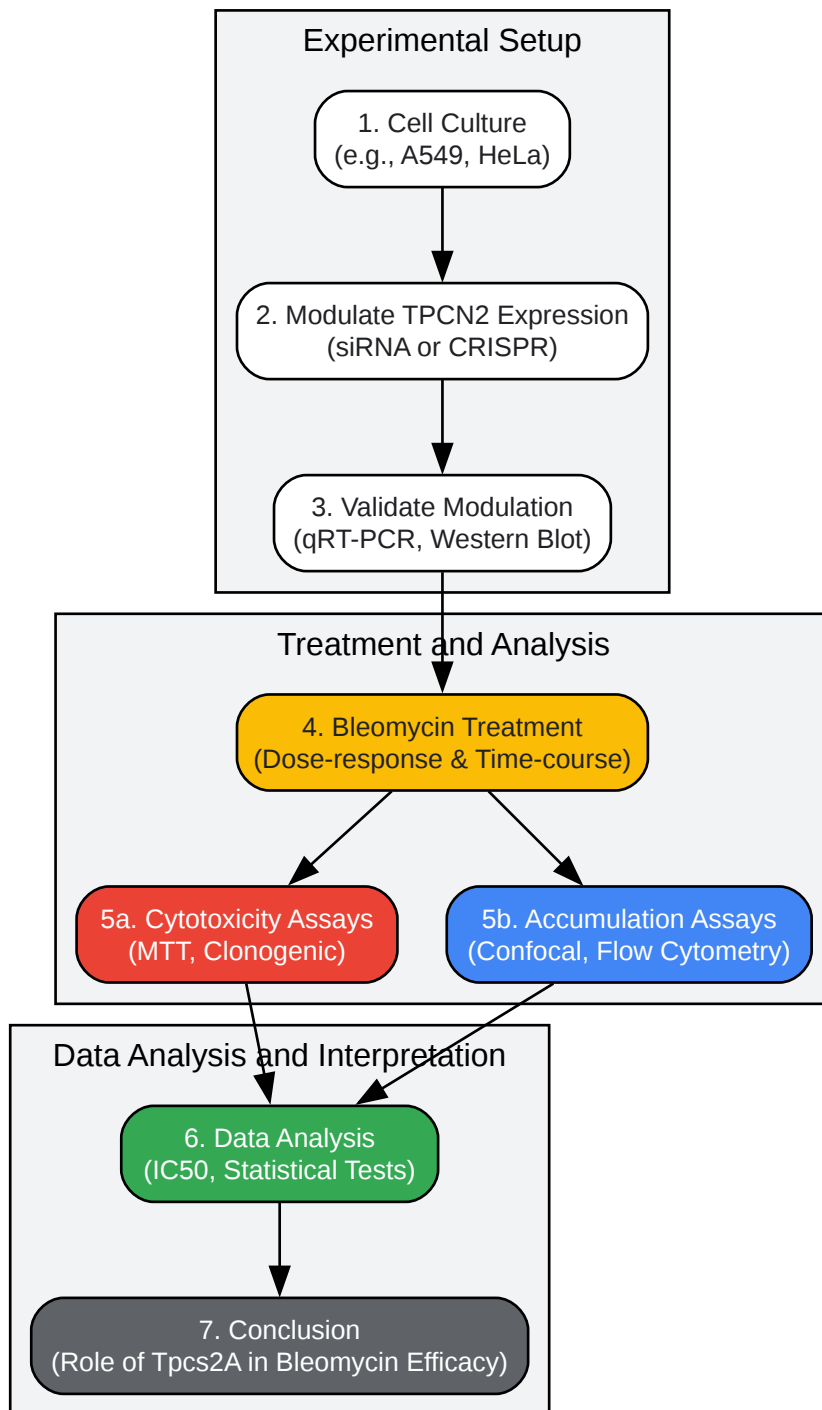 Experimental Setup
1. Cell Culture
(e.g., A549, HeLa)
2. Modulate TPCN2 Expression
(siRNA or CRISPR)
3. Validate Modulation
(qRT-PCR, Western Blot)
Treatment and Analysis
4. Bleomycin Treatment
(Dose-response & Time-course)
5a. Cytotoxicity Assays
(MTT, Clonogenic)
5b. Accumulation Assays
(Confocal, Flow Cytometry)
Data Analysis and Interpretation
6. Data Analysis
(IC50, Statistical Tests)
7. Conclusion
(Role of Tpcs2A in Bleomycin Efficacy)